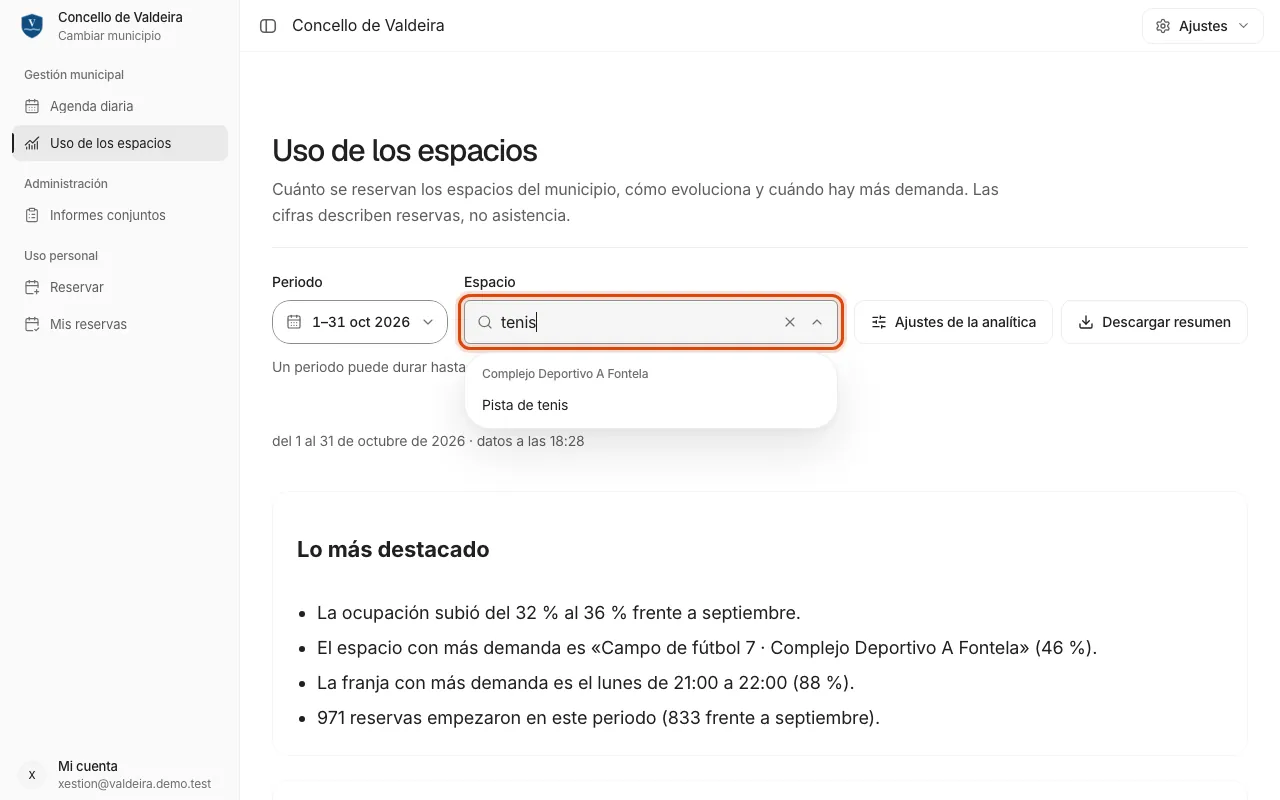 Concello de Valdeira
Cambiar municipio
Gestión municipal
Agenda diaria
Uso de los espacios
Administración
Informes conjuntos
Uso personal
Reservar
Mis reservas
X
Mi cuenta
xestion@valdeira.demo.test
Concello de Valdeira
Ajustes
Uso de los espacios
Cuánto se reservan los espacios del municipio, cómo evoluciona y cuándo hay más demanda. Las
cifras describen reservas, no asistencia.
Periodo
Espacio
1–31 oct 2026
tenis
Ajustes de la analítica
Descargar resumen
Un periodo puede durar hasta
Complejo Deportivo A Fontela
Pista de tenis
del 1 al 31 de octubre de 2026 · datos a las 18:28
Lo más destacado
• La ocupación subió del 32 % al 36 % frente a septiembre.
• El espacio con más demanda es «Campo de fútbol 7 · Complejo Deportivo A Fontela» (46 %).
• La franja con más demanda es el lunes de 21:00 a 22:00 (88 %).
• 971 reservas empezaron en este periodo (833 frente a septiembre).